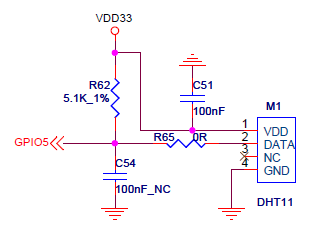 VDD33
R62
5.1K_1%
C51
100nF
M1
GPIO5
R65 0R
C54
100nF_NC
1 VDD
2 DATA
3 NC
4 GND
DHT11